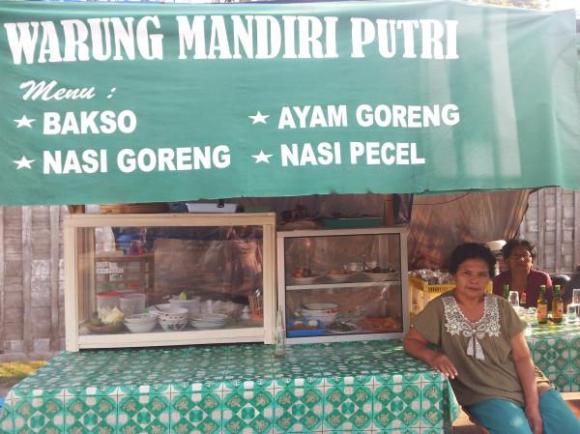 WARUNG MANDIRI PUTRI
Menu :
★ BAKSO ★ AYAM GORENG
★ NASI GORENG ★ NASI PECEL